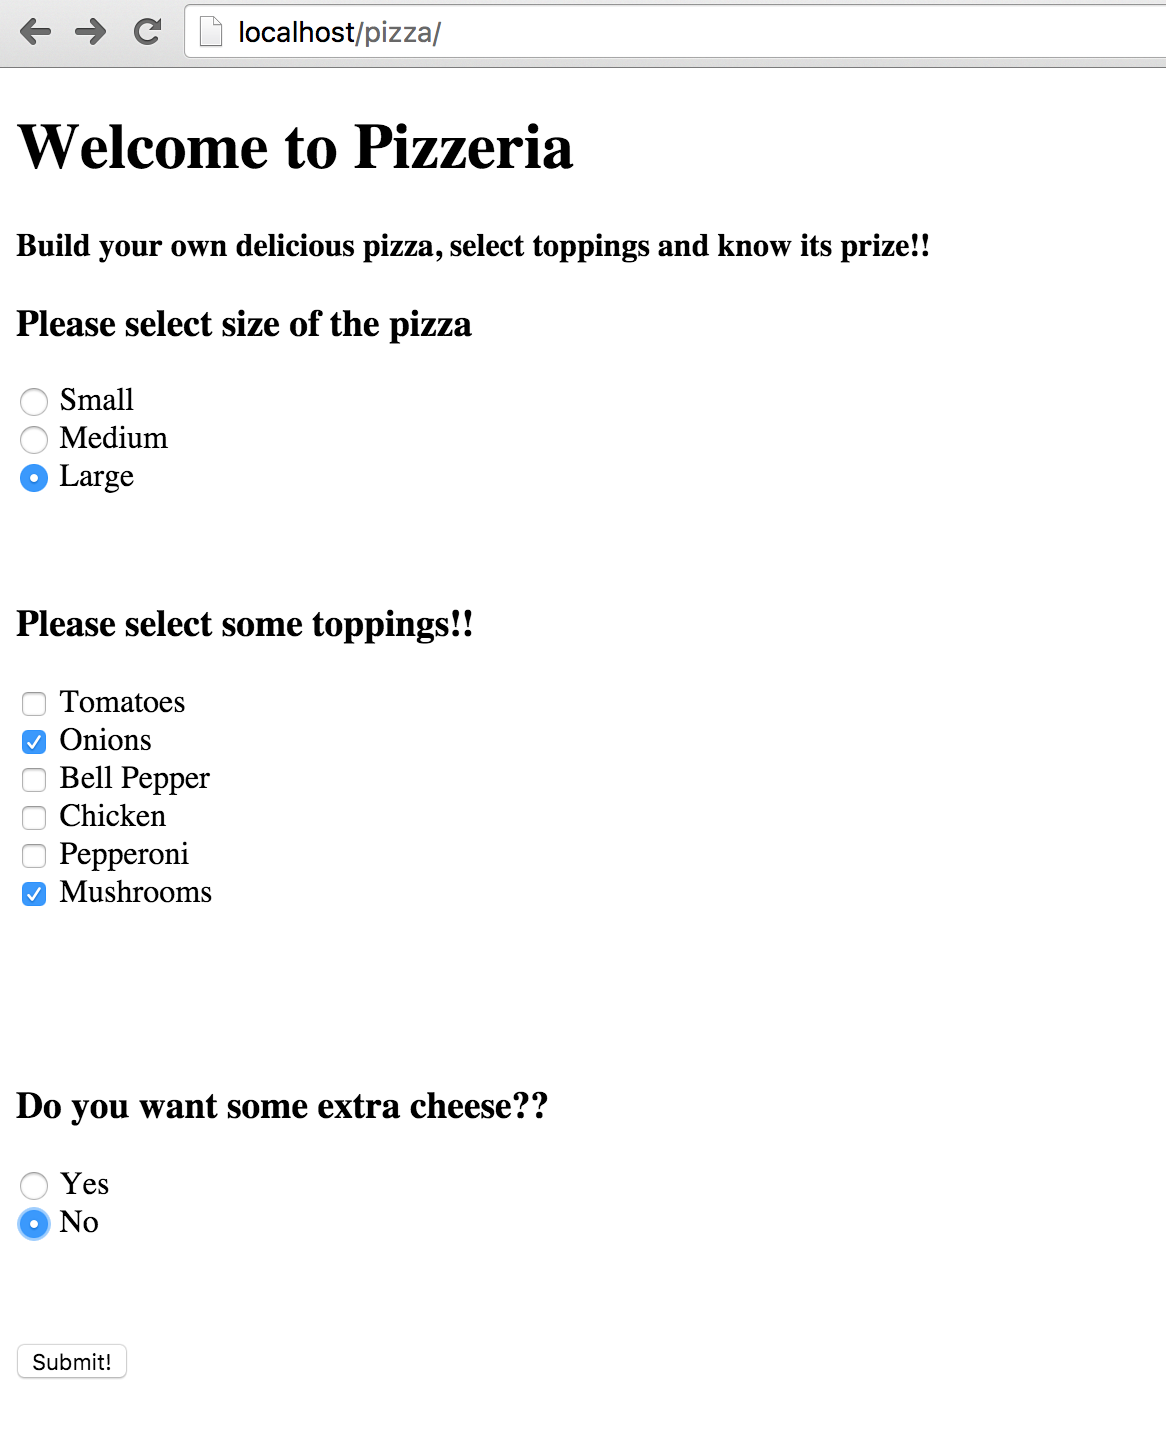 localhost/pizza/
Welcome to Pizzeria
Build your own delicious pizza, select toppings and know its prize!!
Please select size of the pizza
Small
Medium
Large
Please select some toppings!!
Tomatoes
Onions
Bell Pepper
Chicken
Pepperoni
Mushrooms
Do you want some extra cheese??
Yes
No
Submit!